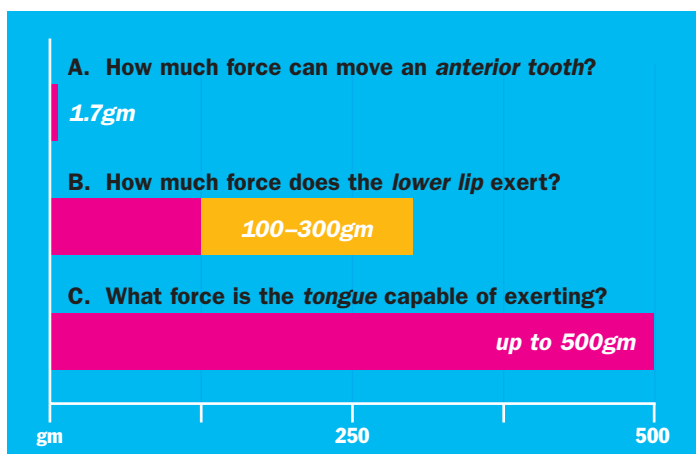 A. How much force can move an anterior tooth?
1.7gm
B. How much force does the lower lip exert?
100–300gm
C. What force is the tongue capable of exerting?
up to 500gm
gm 250 500